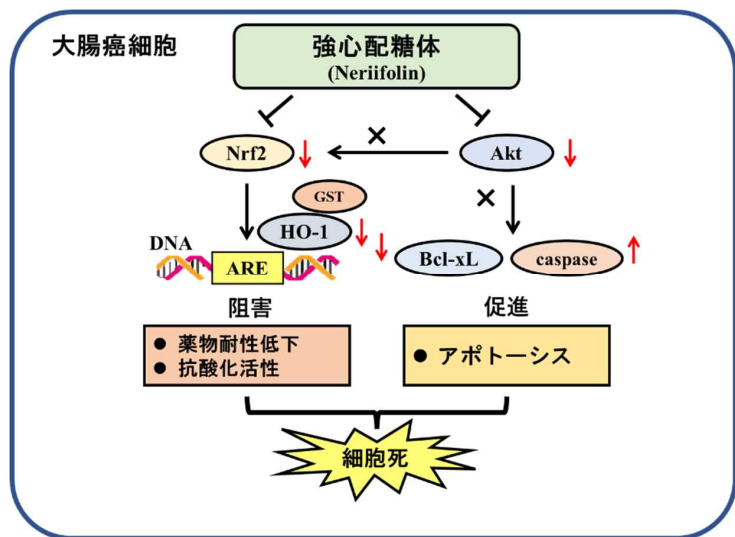 大腸癌細胞
強心配糖体
(Neriifolin)
Nrf2
Akt
GST
HO-1
DNA
ARE
Bcl-xL
caspase
阻害
促進
● 薬物耐性低下
● 抗酸化活性
● アポトーシス
細胞死